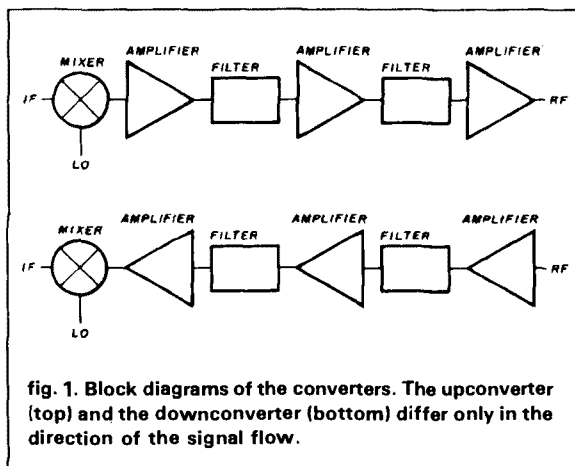 AMPLIFIER AMPLIFIER AMPLIFIER
MIXER FILTER FILTER
IF RF
LO
AMPLIFIER AMPLIFIER AMPLIFIER
MIXER FILTER FILTER
IF RF
LO
fig. 1. Block diagrams of the converters. The upconverter
(top) and the downconverter (bottom) differ only in the
direction of the signal flow.